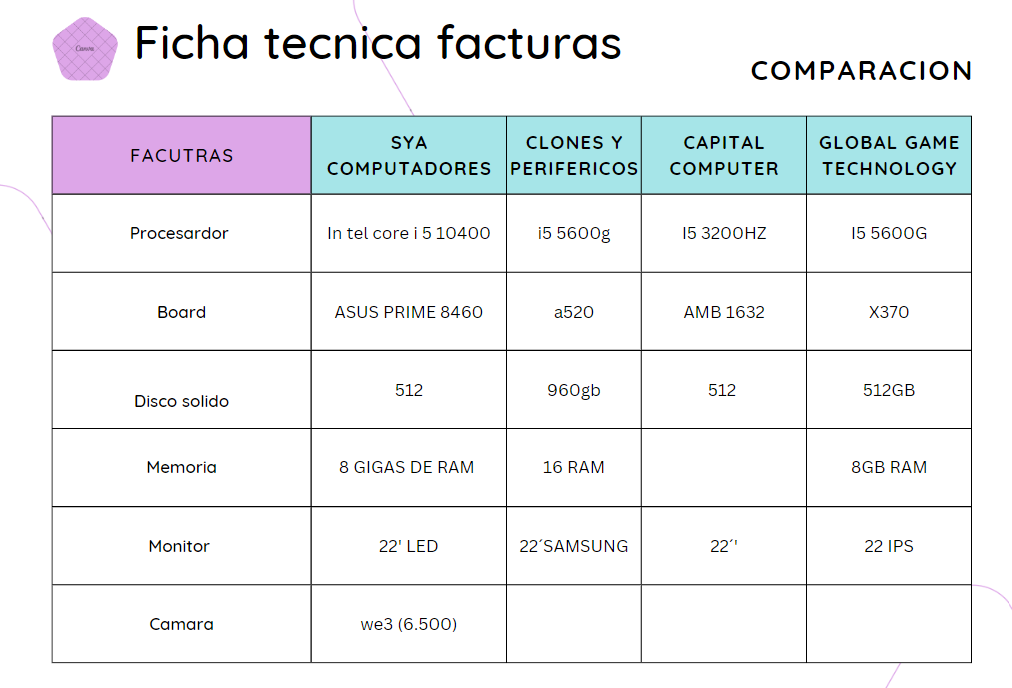 Canva
Ficha tecnica facturas
COMPARACION
FACUTRAS
SYA
COMPUTADORES
CLONES Y
PERIFERICOS
CAPITAL
COMPUTER
GLOBAL GAME
TECHNOLOGY
Procesardor
In tel core i 5 10400
i5 5600g
I5 3200HZ
I5 5600G
Board
ASUS PRIME 8460
a520
AMB 1632
X370
Disco solido
512
960gb
512
512GB
Memoria
8 GIGAS DE RAM
16 RAM
8GB RAM
Monitor
22' LED
22´SAMSUNG
22´'
22 IPS
Camara
we3 (6.500)